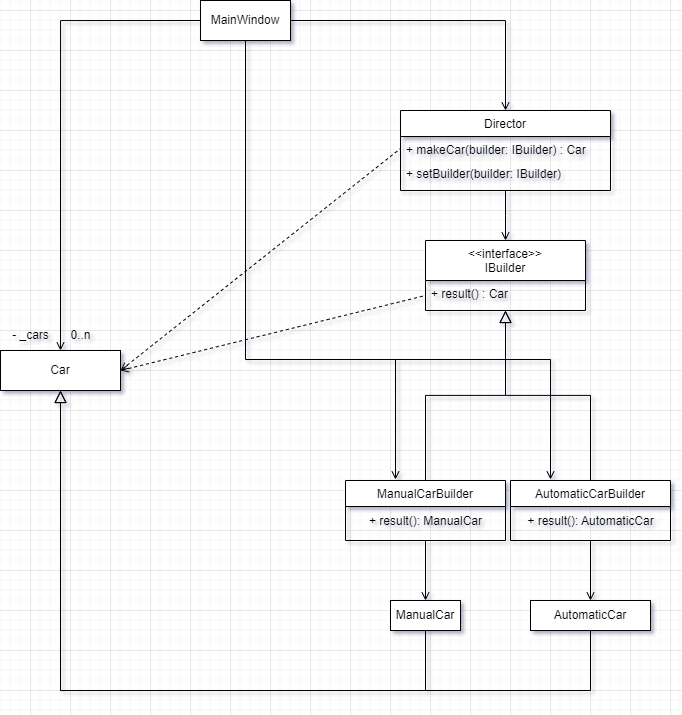 MainWindow
Director
+ makeCar(builder: IBuilder) : Car
+ setBuilder(builder: IBuilder)
<<interface>>
IBuilder
+ result() : Car
- _cars 0..n
Car
ManualCarBuilder
+ result(): ManualCar
AutomaticCarBuilder
+ result(): AutomaticCar
ManualCar
AutomaticCar